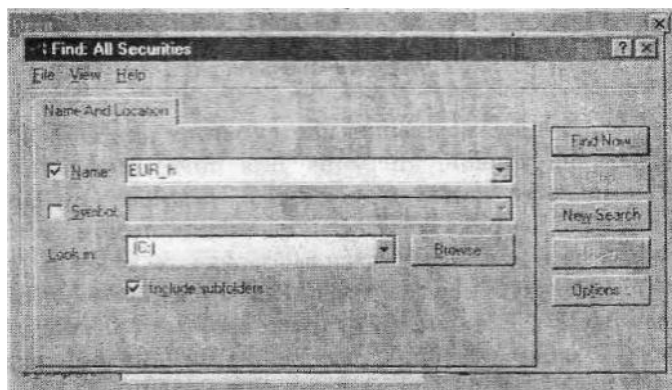 Find: All Securities
File View Help
Name And Location
Find Now
Name: EUR_h
Symbol:
New Search
Look in: (C:)
Browse
Include subfolders
Options